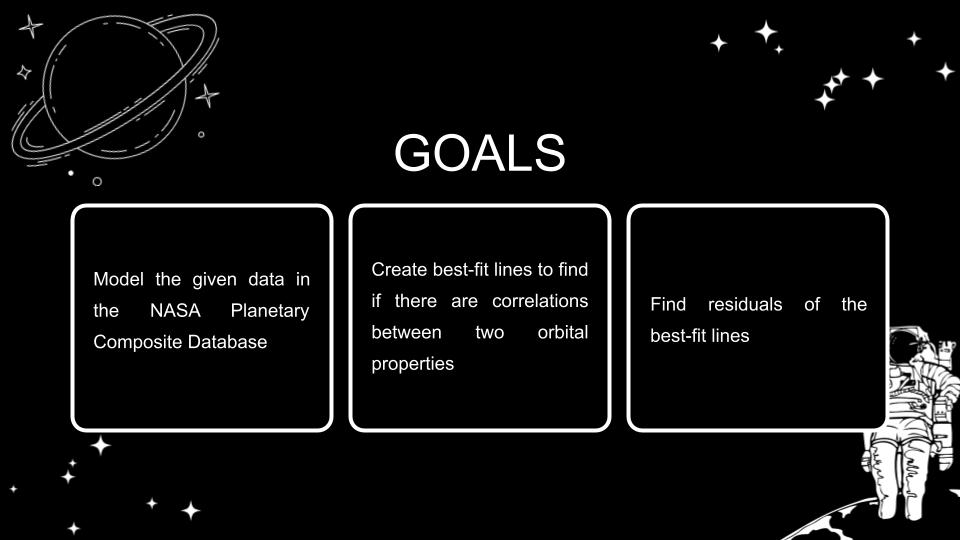 GOALS
Model the given data in
the NASA Planetary
Composite Database
Create best-fit lines to find
if there are correlations
between two orbital
properties
Find residuals of the
best-fit lines